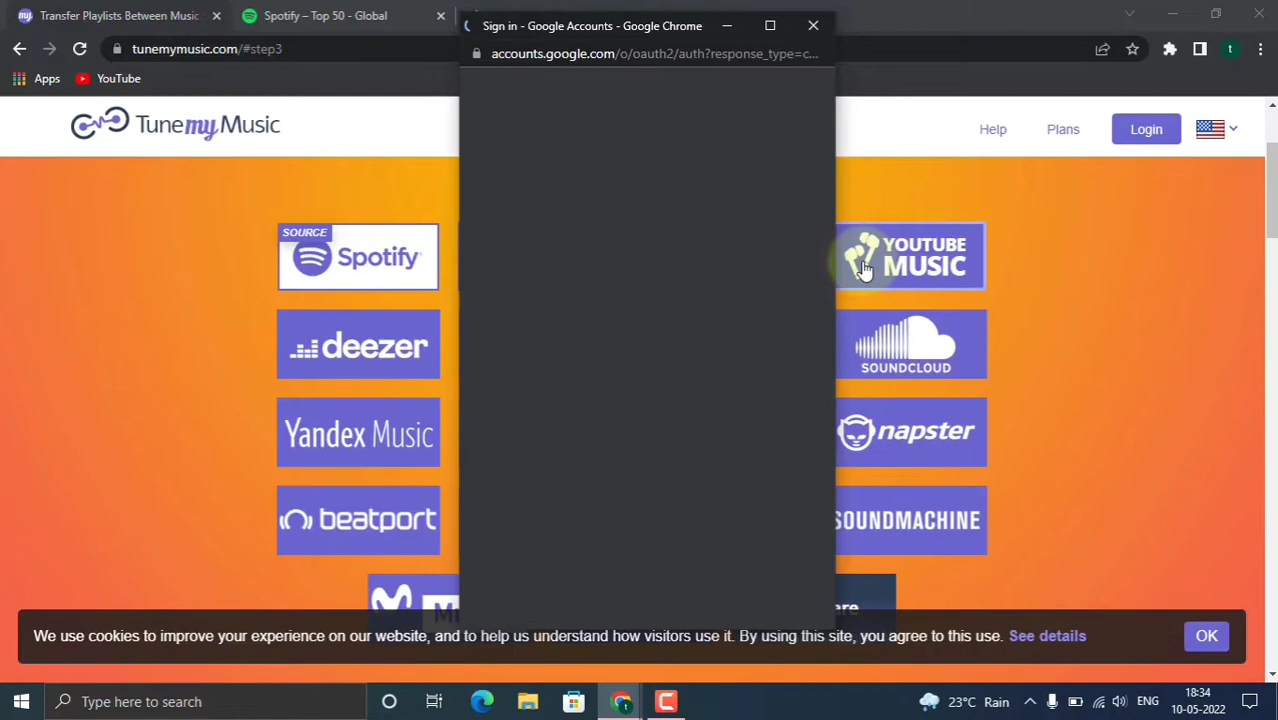 Transfer Playlists Between Music
Spotify – Top 50 - Global
Sign in - Google Accounts - Google Chrome
tunemymusic.com/#step3
accounts.google.com/o/oauth2/auth?response_type=c...
Apps
YouTube
TunemyMusic
Help
Plans
Login
SOURCE
Spotify
YOUTUBE
MUSIC
deezer
SOUNDCLOUD
Yandex Music
napster
beatport
SOUNDMACHINE
We use cookies to improve your experience on our website, and to help us understand how visitors use it. By using this site, you agree to this use. See details
OK
Type here to search
23°C Rain
ENG
18:34
10-05-2022